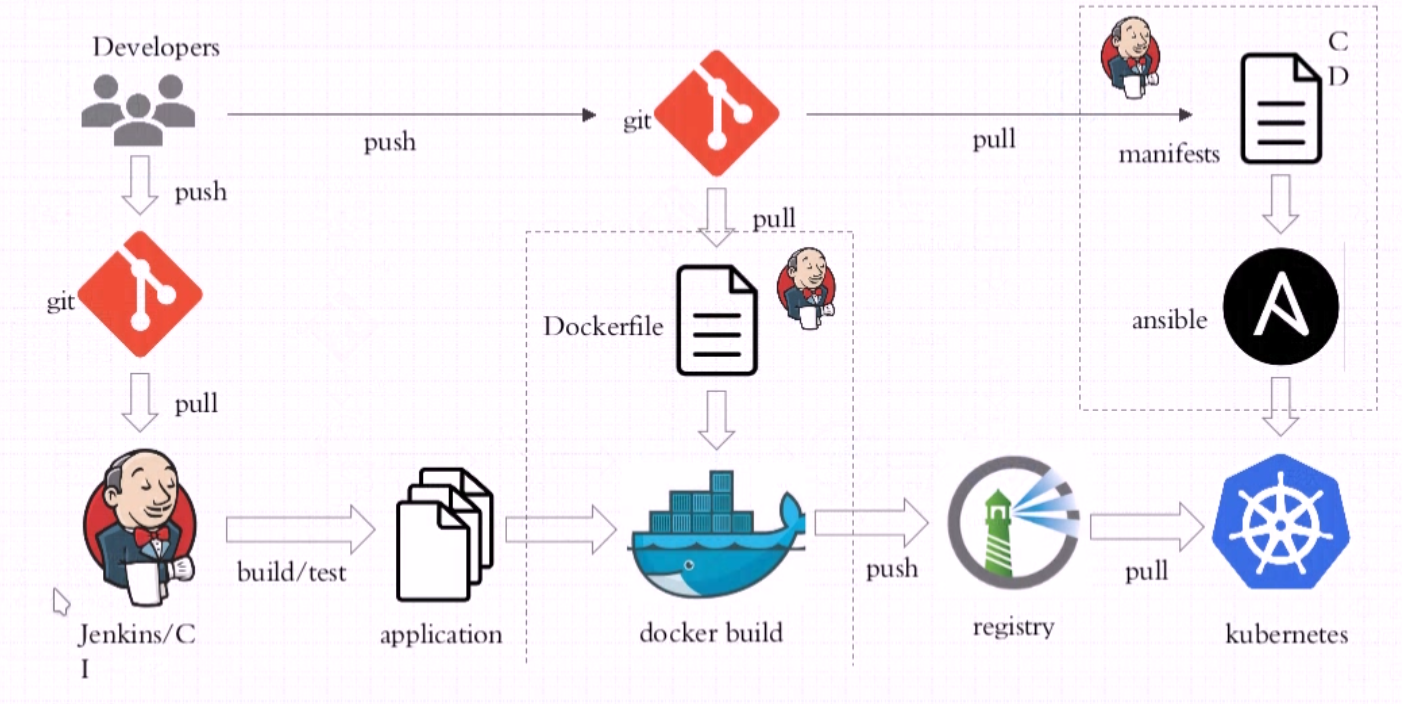 Developers
C
D
push
git
pull
manifests
push
pull
git
Dockerfile
ansible
pull
build/test
push
pull
Jenkins/C
I
application
docker build
registry
kubernetes